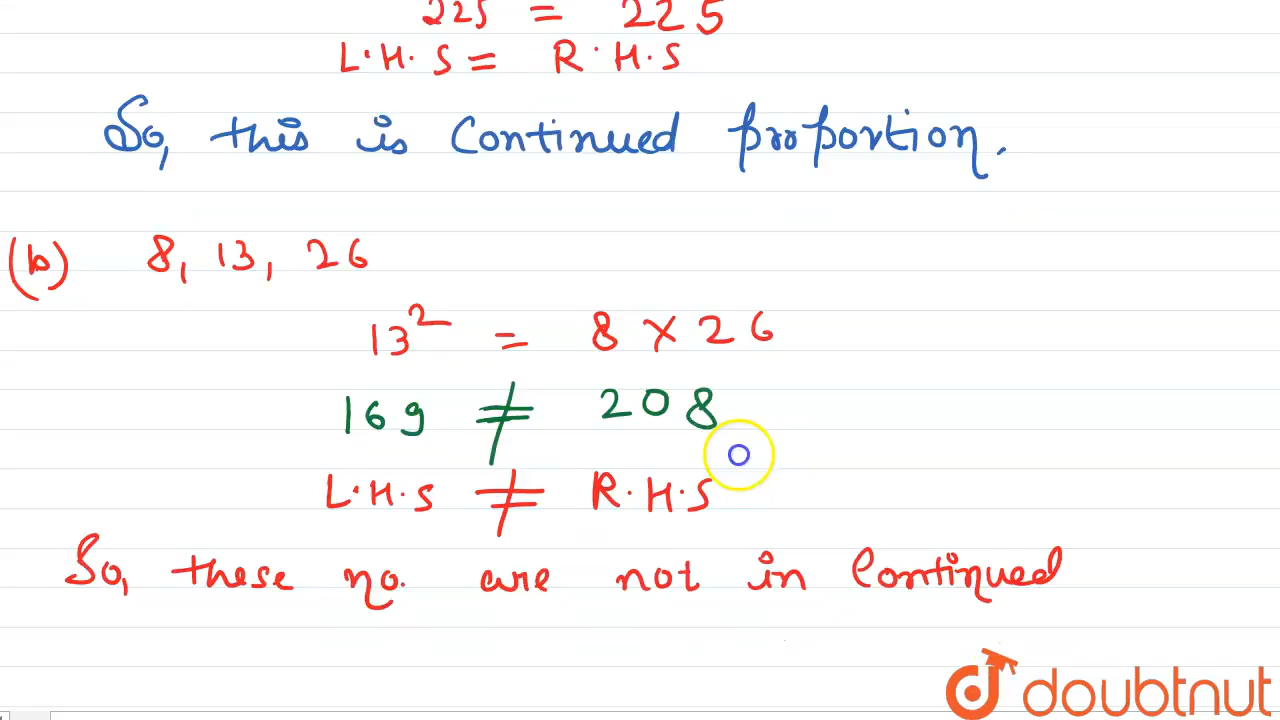 225 = 225
L.H.S = R.H.S
So, this is Continued proportion.
(b) 8, 13, 26
13² = 8 × 26
169 ≠ 208
L.H.S ≠ R.H.S
So, these no. are not in Continued
doubtnut